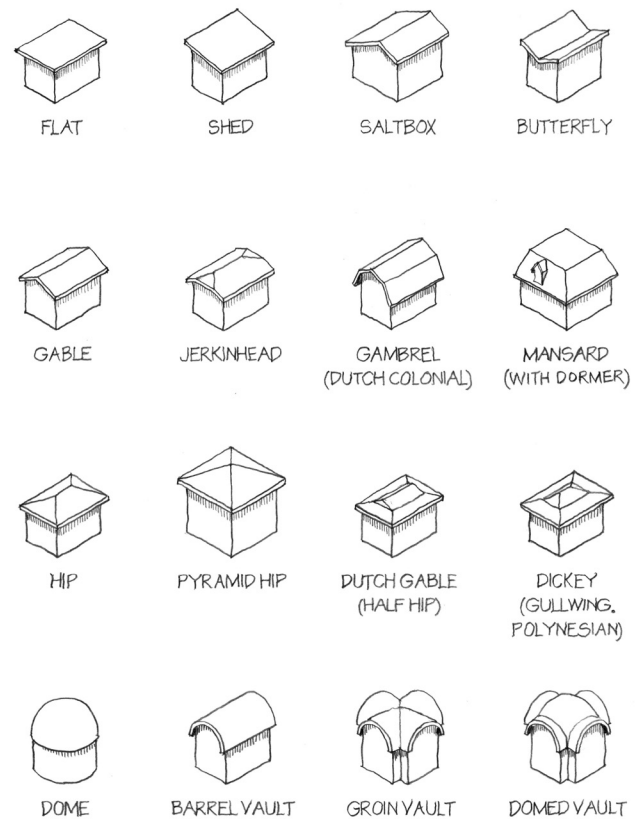 FLAT
SHED
SALTBOX
BUTTERFLY
GABLE
JERKINHEAD
GAMBREL
(DUTCH COLONIAL)
MANSARD
(WITH DORMER)
HIP
PYRAMID HIP
DUTCH GABLE
(HALF HIP)
DICKEY
(GULLWING.
POLYNESIAN)
DOME
BARREL VAULT
GROIN VAULT
DOMED VAULT